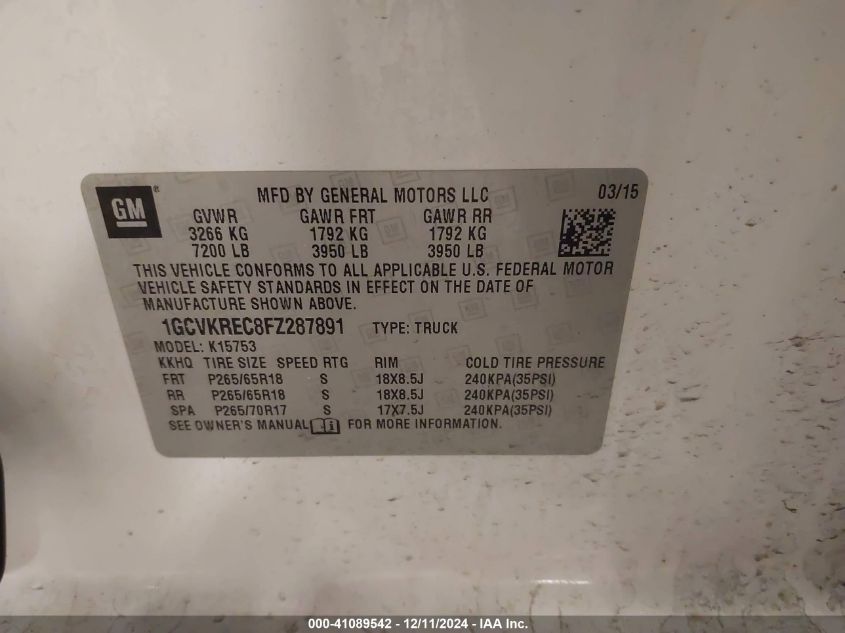 GM
MFD BY GENERAL MOTORS LLC 03/15
GVWR GAWR FRT GAWR RR
3266 KG 1792 KG 1792 KG
7200 LB 3950 LB 3950 LB
THIS VEHICLE CONFORMS TO ALL APPLICABLE U.S. FEDERAL MOTOR
VEHICLE SAFETY STANDARDS IN EFFECT ON THE DATE OF
MANUFACTURE SHOWN ABOVE.
1GCVKREC8FZ287891 TYPE: TRUCK
MODEL: K15753
KKHQ TIRE SIZE SPEED RTG RIM COLD TIRE PRESSURE
FRT P265/65R18 S 18X8.5J 240KPA(35PSI)
RR P265/65R18 S 18X8.5J 240KPA(35PSI)
SPA P265/70R17 S 17X7.5J 240KPA(35PSI)
SEE OWNER'S MANUAL FOR MORE INFORMATION.
000-41089542 - 12/11/2024 - IAA Inc.